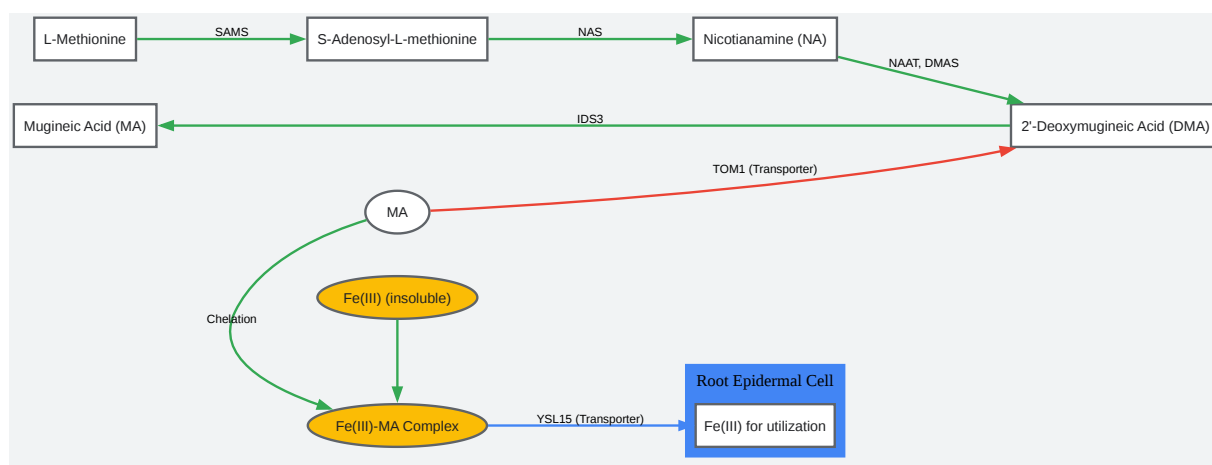 L-Methionine
SAMS
S-Adenosyl-L-methionine
NAS
Nicotianamine (NA)
NAAT, DMAS
Mugineic Acid (MA)
IDS3
2'-Deoxymugineic Acid (DMA)
TOM1 (Transporter)
MA
Fe(III) (insoluble)
Chelation
Root Epidermal Cell
Fe(III)-MA Complex
YSL15 (Transporter)
Fe(III) for utilization